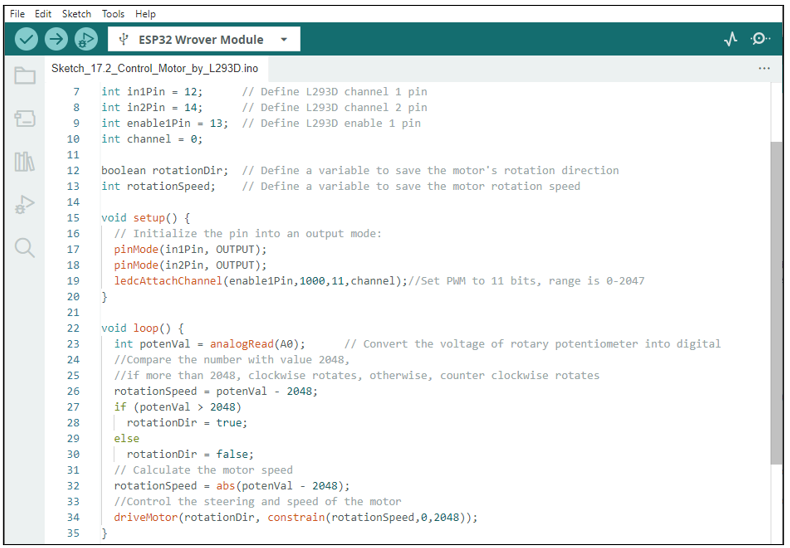 File Edit Sketch Tools Help
ESP32 Wrover Module
Sketch_17.2_Control_Motor_by_L293D.ino
7 int in1Pin = 12; // Define L293D channel 1 pin
8 int in2Pin = 14; // Define L293D channel 2 pin
9 int enable1Pin = 13; // Define L293D enable 1 pin
10 int channel = 0;
11
12 boolean rotationDir; // Define a variable to save the motor's rotation direction
13 int rotationSpeed; // Define a variable to save the motor rotation speed
14
15 void setup() {
16 // Initialize the pin into an output mode:
17 pinMode(in1Pin, OUTPUT);
18 pinMode(in2Pin, OUTPUT);
19 ledcAttachChannel(enable1Pin,1000,11,channel);//Set PWM to 11 bits, range is 0-2047
20 }
21
22 void loop() {
23 int potenVal = analogRead(A0); // Convert the voltage of rotary potentiometer into digital
24 //Compare the number with value 2048,
25 //if more than 2048, clockwise rotates, otherwise, counter clockwise rotates
26 rotationSpeed = potenVal - 2048;
27 if (potenVal > 2048)
28 rotationDir = true;
29 else
30 rotationDir = false;
31 // Calculate the motor speed
32 rotationSpeed = abs(potenVal - 2048);
33 //Control the steering and speed of the motor
34 driveMotor(rotationDir, constrain(rotationSpeed,0,2048));
35 }